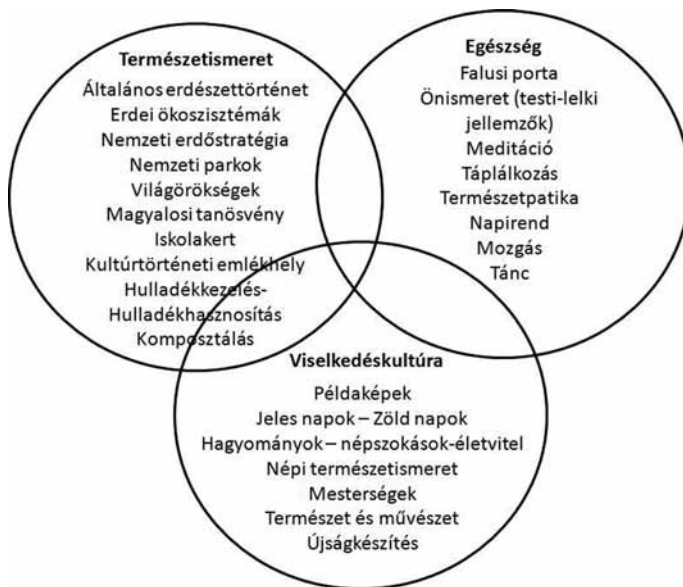 Természetismeret
Általános erdészettörténet
Erdei ökoszisztémák
Nemzeti erdőstratégia
Nemzeti parkok
Világörökségek
Magyalosi tanösvény
Iskolakert
Kultúrtörténeti emlékhely
Hulladékkezelés-
Hulladékhasznosítás
Komposztálás
Egészség
Falusi porta
Önismeret (testi-lelki
jellemzők)
Meditáció
Táplálkozás
Természetpatika
Napirend
Mozgás
Tánc
Viselkedéskultúra
Példaképek
Jeles napok – Zöld napok
Hagyományok – népszokások-életvitel
Népi természetismeret
Mesterségek
Természet és művészet
Újságkészítés